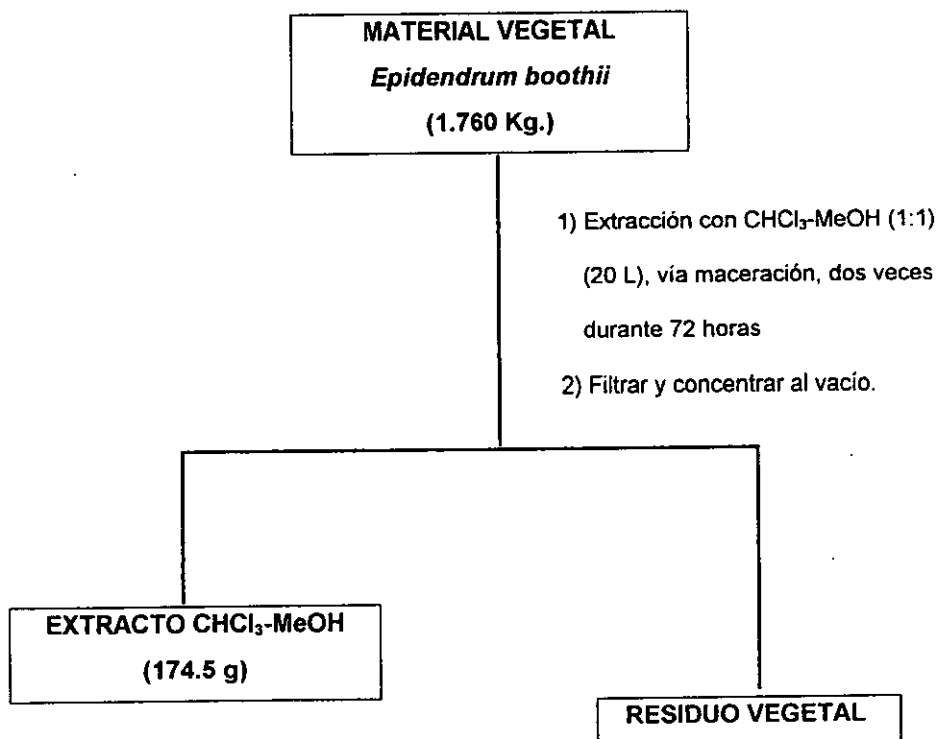 MATERIAL VEGETAL
Epidendrum boothii
(1.760 Kg.)
1) Extracción con CHCl₃-MeOH (1:1)
(20 L), vía maceración, dos veces
durante 72 horas
2) Filtrar y concentrar al vacío.
EXTRACTO CHCl₃-MeOH
(174.5 g)
RESIDUO VEGETAL